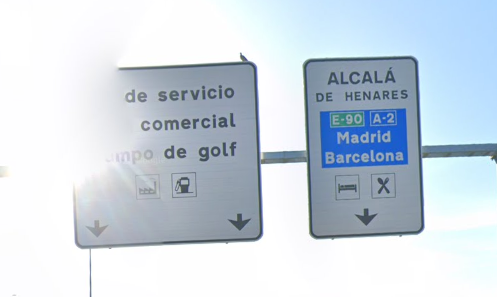 de servicio
comercial
de golf
ALCALÁ
DE HENARES
E-90 A-2
Madrid
Barcelona